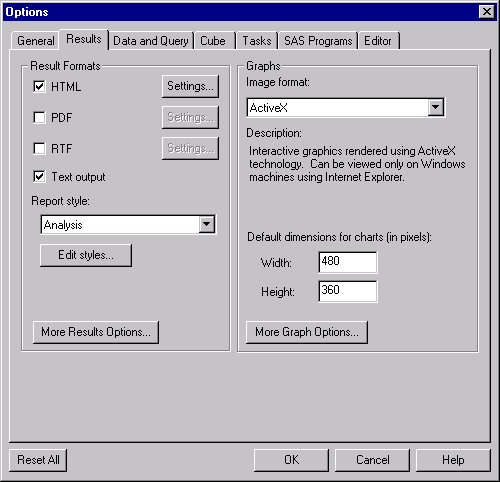 Options
General Results Data and Query Cube Tasks SAS Programs Editor
Result Formats
HTML Settings...
PDF Settings...
RTF Settings...
Text output
Report style:
Analysis
Edit styles...
More Results Options...
Graphs
Image format:
ActiveX
Description:
Interactive graphics rendered using ActiveX
technology. Can be viewed only on Windows
machines using Internet Explorer.
Default dimensions for charts (in pixels):
Width: 480
Height: 360
More Graph Options...
Reset All OK Cancel Help